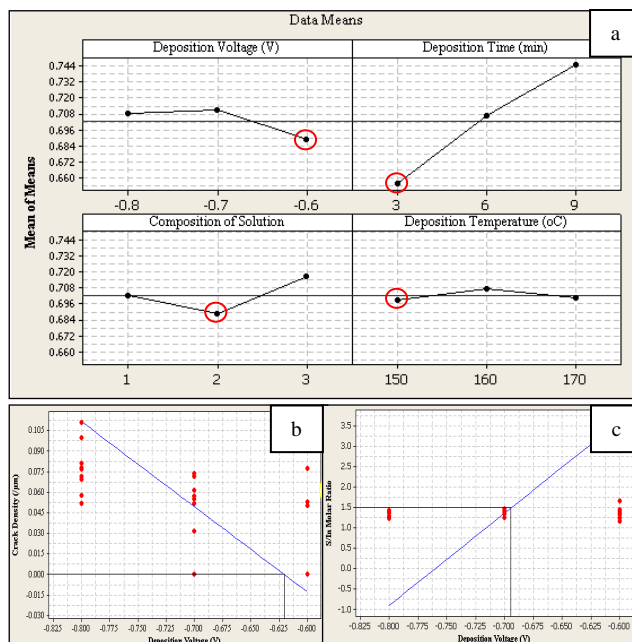 Data Means
a
Deposition Voltage (V) Deposition Time (min)
0.744
0.732
0.720
0.708
0.696
0.684
0.672
0.660
-0.8 -0.7 -0.6 3 6 9
Mean of Means
Composition of Solution Deposition Temperature (oC)
0.744
0.732
0.720
0.708
0.696
0.684
0.672
0.660
1 2 3 150 160 170
b
Crack Density (/μm)
0.105
0.090
0.075
0.060
0.045
0.030
0.015
0.000
-0.015
-0.030
-0.825 -0.800 -0.775 -0.750 -0.725 -0.700 -0.675 -0.650 -0.625 -0.600
Deposition Voltage (V)
c
S/In Molar Ratio
3.5
3.0
2.5
2.0
1.5
1.0
0.5
0.0
-0.5
-1.0
-0.825 -0.800 -0.775 -0.750 -0.725 -0.700 -0.675 -0.650 -0.625 -0.600
Deposition Voltage (V)